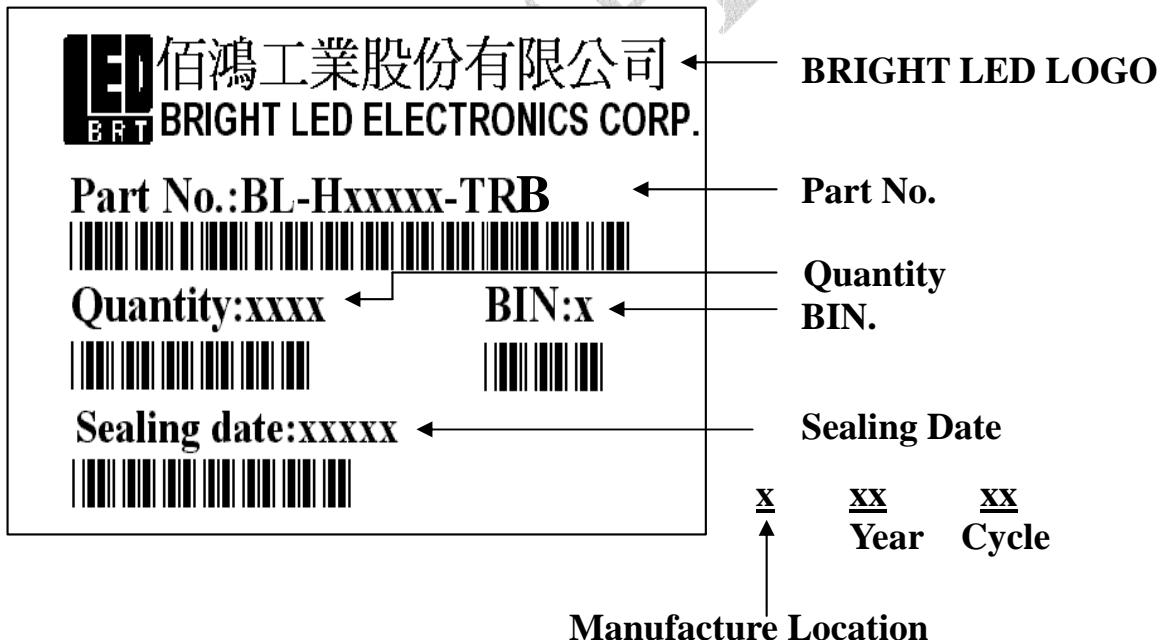 LED 佰鴻工業股份有限公司 BRIGHT LED LOGO
BRT BRIGHT LED ELECTRONICS CORP.
Part No.:BL-Hxxxxx-TRB Part No.
Quantity
Quantity:xxxx BIN:x BIN.
Sealing date:xxxxx Sealing Date
x xx xx
Year Cycle
Manufacture Location